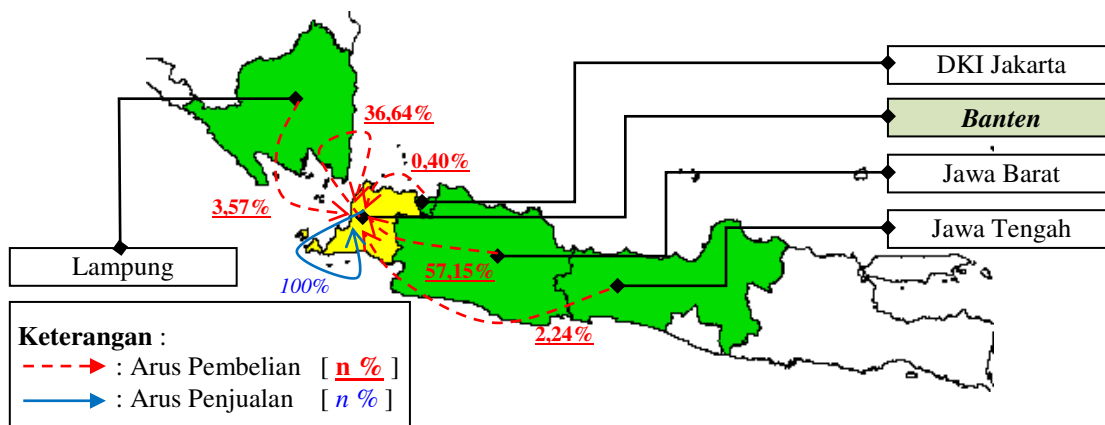 DKI Jakarta
36,64%
Banten
0,40%
Jawa Barat
3,57%
Jawa Tengah
Lampung
57,15%
100%
2,24%
Keterangan :
: Arus Pembelian [ n % ]
: Arus Penjualan [ n % ]